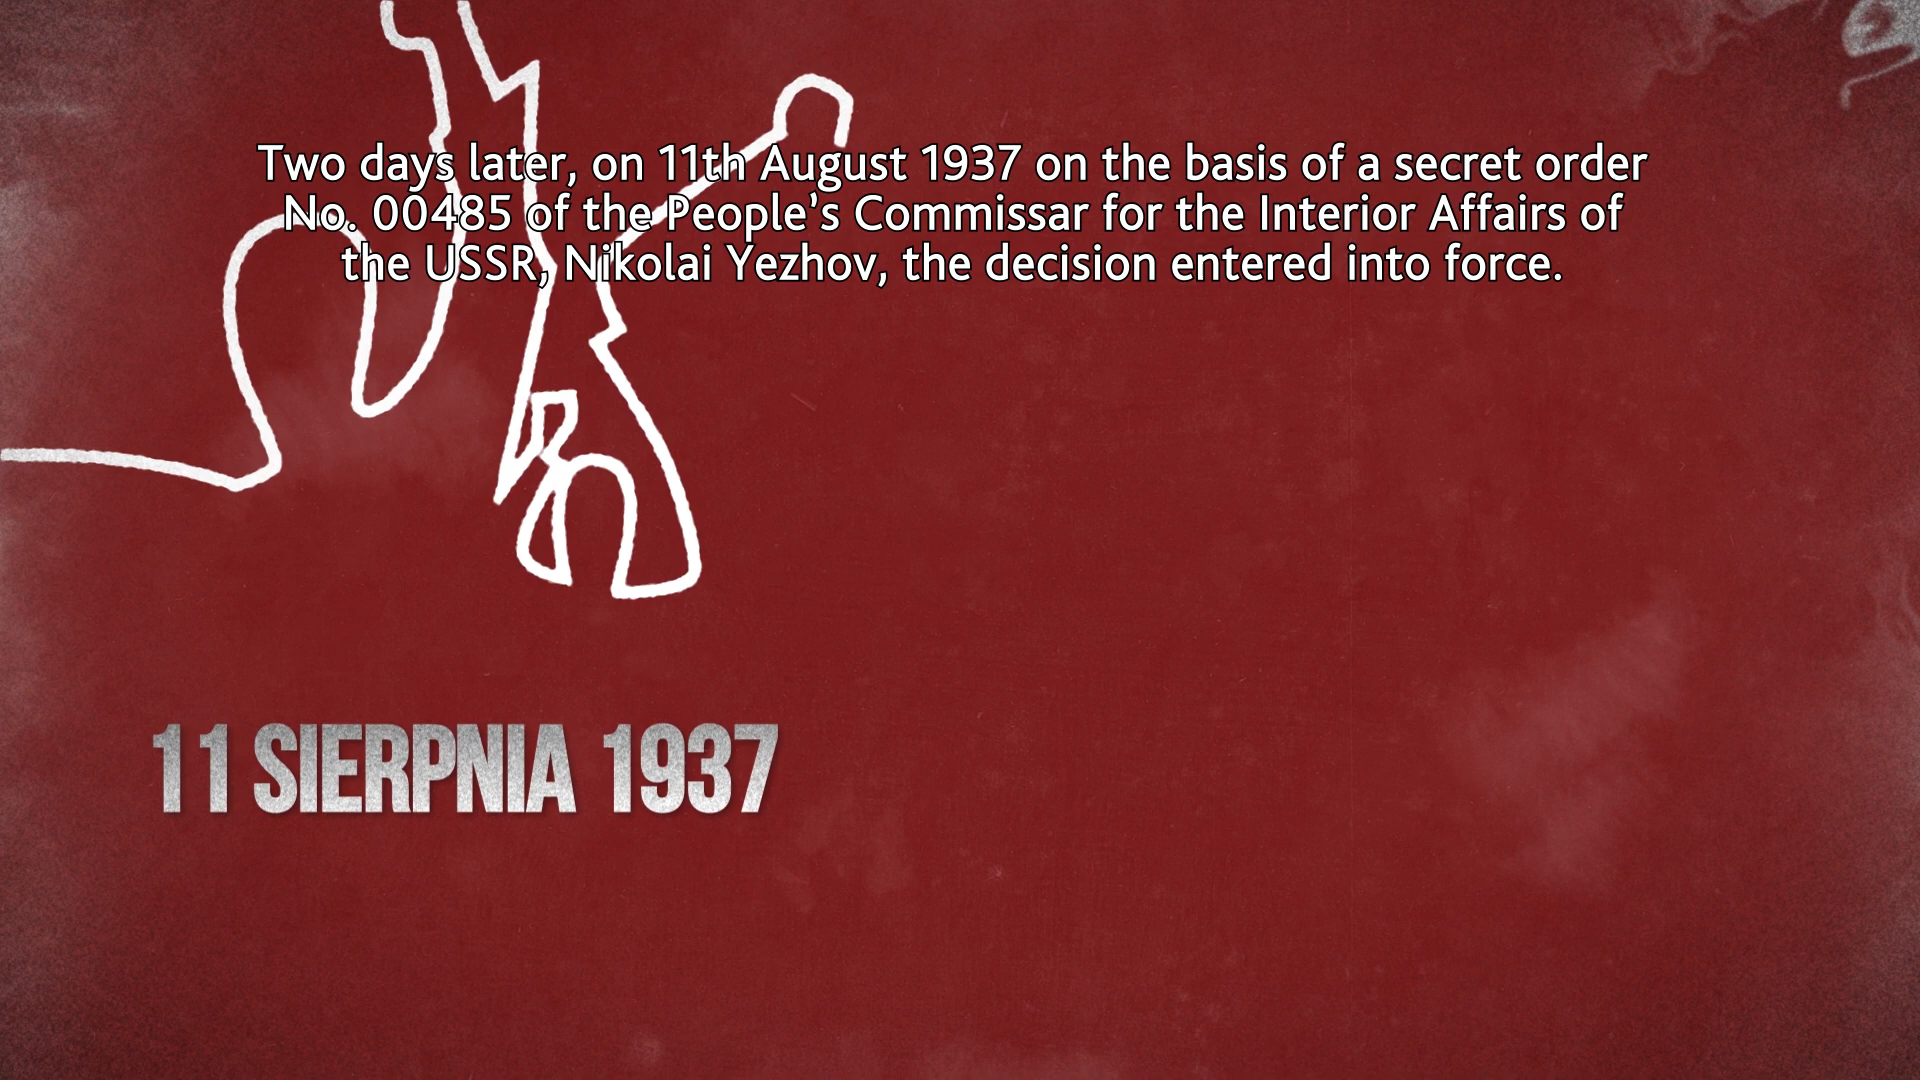 Two days later, on 11th August 1937 on the basis of a secret order
No. 00485 of the People’s Commissar for the Interior Affairs of
the USSR, Nikolai Yezhov, the decision entered into force.
11 SIERPNIA 1937